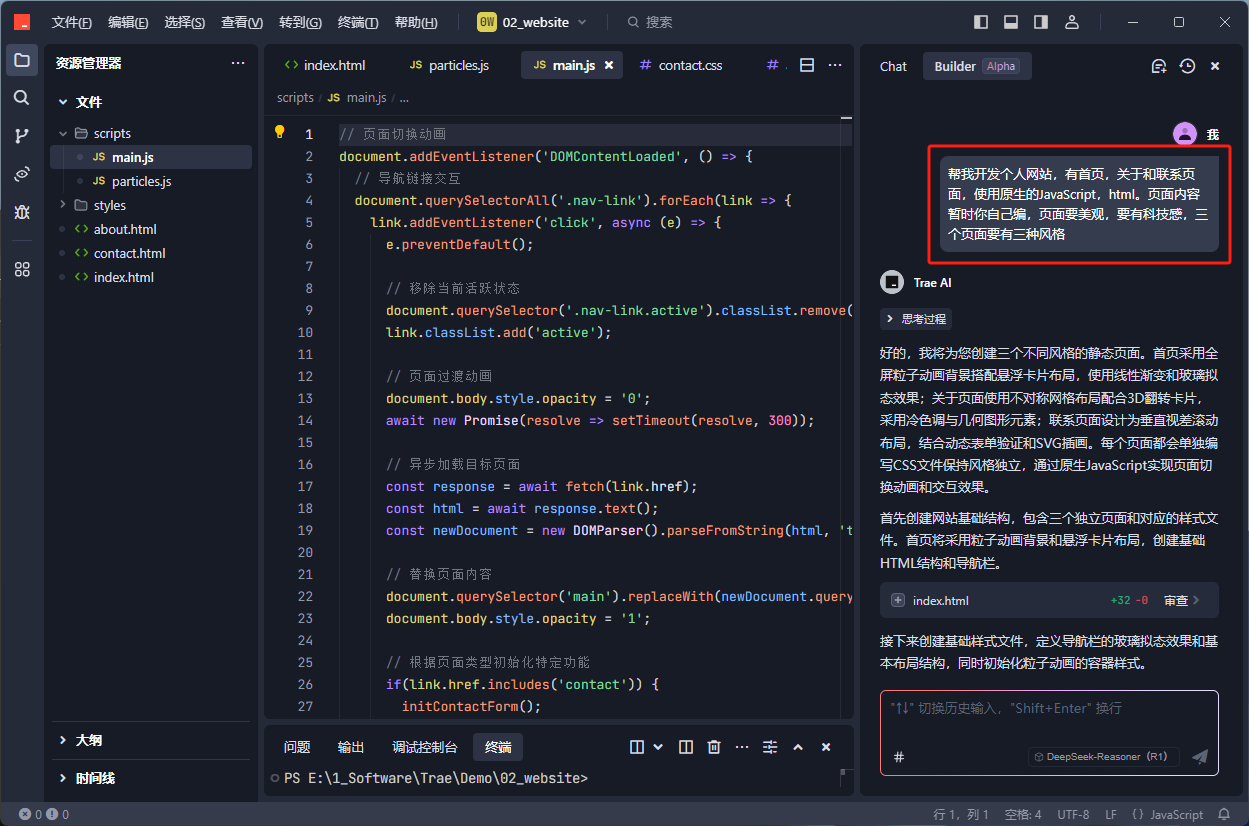 文件(F) 编辑(E) 选择(S) 查看(V) 转到(G) 终端(T) 帮助(H) 0W 02_website 搜索
资源管理器 ...
文件
scripts
JS main.js
JS particles.js
styles
<> about.html
<> contact.html
<> index.html
大纲
时间线
<> index.html JS particles.js JS main.js # contact.css # ...
scripts / JS main.js / ...
1 // 页面切换动画
2 document.addEventListener('DOMContentLoaded', () => {
3 // 导航链接交互
4 document.querySelectorAll('.nav-link').forEach(link => {
5 link.addEventListener('click', async (e) => {
6 e.preventDefault();
7
8 // 移除当前活跃状态
9 document.querySelector('.nav-link.active').classList.remove(
10 link.classList.add('active');
11
12 // 页面过渡动画
13 document.body.style.opacity = '0';
14 await new Promise(resolve => setTimeout(resolve, 300));
15
16 // 异步加载目标页面
17 const response = await fetch(link.href);
18 const html = await response.text();
19 const newDocument = new DOMParser().parseFromString(html, 't
20
21 // 替换页面内容
22 document.querySelector('main').replaceWith(newDocument.query
23 document.body.style.opacity = '1';
24
25 // 根据页面类型初始化特定功能
26 if(link.href.includes('contact')) {
27 initContactForm();
问题 输出 调试控制台 终端
PS E:\1_Software\Trae\Demo\02_website>
Chat Builder Alpha
我
帮我开发个人网站，有首页，关于和联系页
面，使用原生的JavaScript，html。页面内容
暂时你自己编，页面要美观，要有科技感，三
个页面要有三种风格
Trae AI
思考过程
好的，我将为您创建三个不同风格的静态页面。首页采用全
屏粒子动画背景搭配悬浮卡片布局，使用线性渐变和玻璃拟
态效果；关于页面使用不对称网格布局配合3D翻转卡片，
采用冷色调与几何图形元素；联系页面设计为垂直视差滚动
布局，结合动态表单验证和SVG插画。每个页面都会单独编
写CSS文件保持风格独立，通过原生JavaScript实现页面切
换动画和交互效果。
首先创建网站基础结构，包含三个独立页面和对应的样式文
件。首页将采用粒子动画背景和悬浮卡片布局，创建基础
HTML结构和导航栏。
index.html +32 -0 审查
接下来创建基础样式文件，定义导航栏的玻璃拟态效果和基
本布局结构，同时初始化粒子动画的容器样式。
"↑↓" 切换历史输入，"Shift+Enter" 换行
# DeepSeek-Reasoner (R1)
0 0 行 1，列 1 空格: 4 UTF-8 LF {} JavaScript